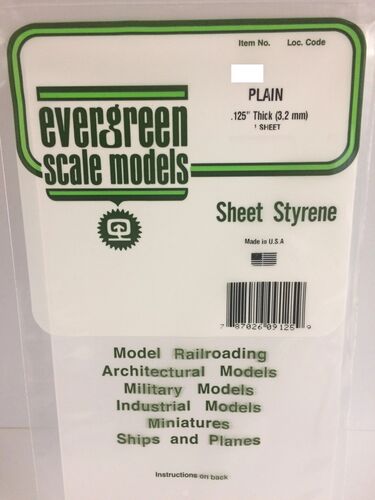 Item No. Loc. Code
PLAIN
.125" Thick (3.2 mm)
1 SHEET
evergreen
scale models
Sheet Styrene
Made in U.S.A
7 87026 09125 9
Model Railroading
Architectural Models
Military Models
Industrial Models
Miniatures
Ships and Planes
Instructions on back